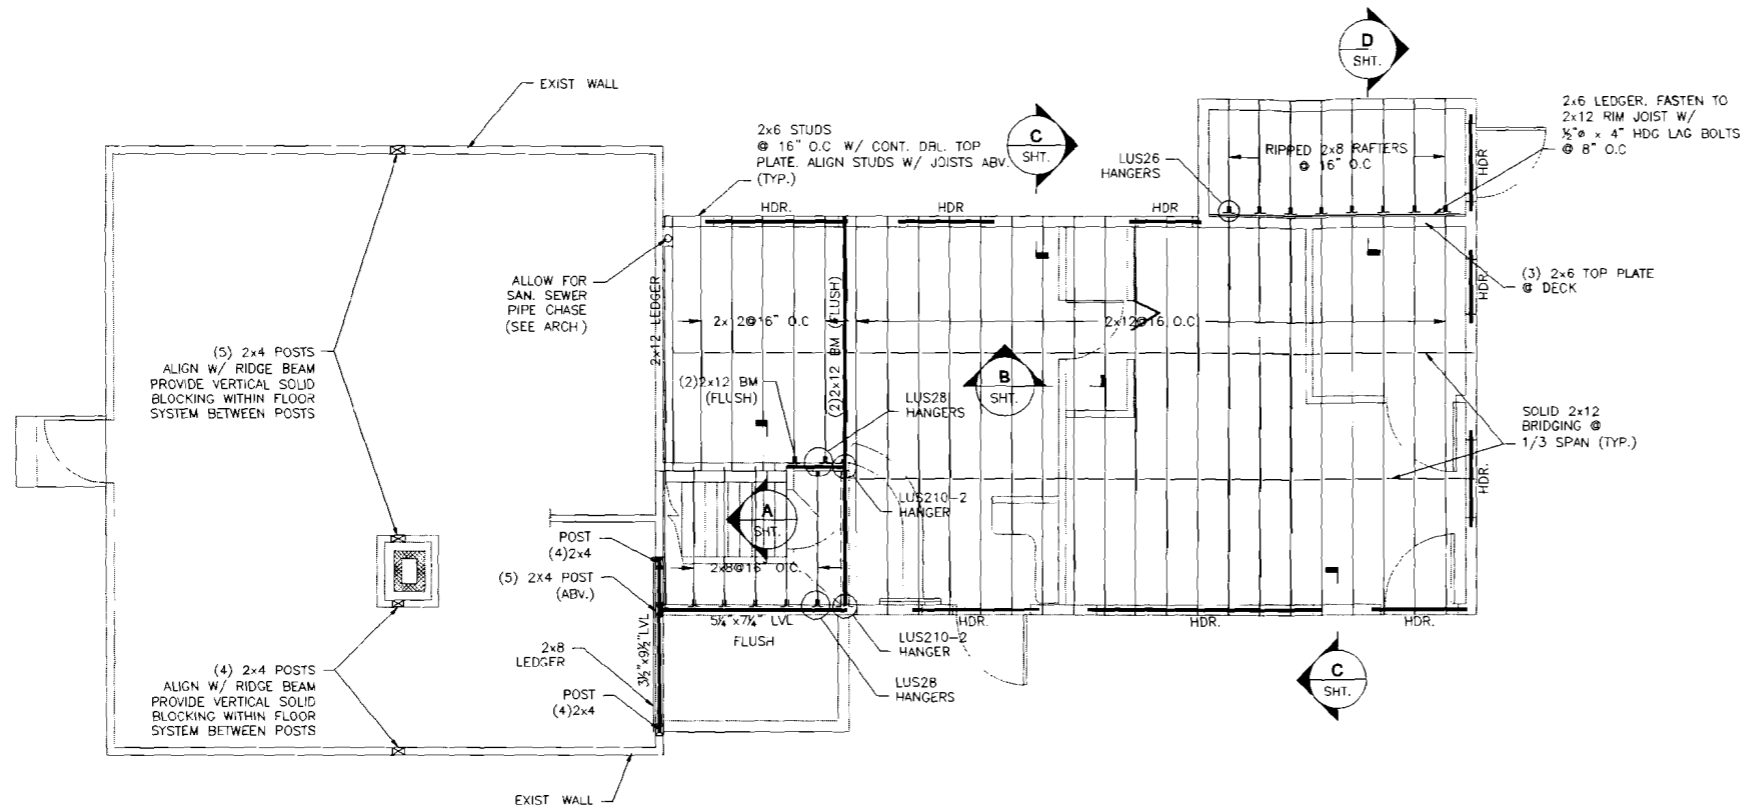 EXIST WALL
D
SHT.
2x6 LEDGER. FASTEN TO
2x12 RIM JOIST W/
½"ø x 4" HDG LAG BOLTS
@ 8" O.C
2x6 STUDS
@ 16" O.C W/ CONT. DBL. TOP
PLATE. ALIGN STUDS W/ JOISTS ABV.
(TYP.)
C
SHT.
LUS26
HANGERS
RIPPED 2x8 RAFTERS
@ 16" O.C
HDR
HDR.
HDR
HDR
ALLOW FOR
SAN. SEWER
PIPE CHASE
(SEE ARCH)
2x12 LEDGER
2x12@16" O.C
(2)2x12 BM (FLUSH)
2x12@16 O.C.
HDR.
(3) 2x6 TOP PLATE
@ DECK
(5) 2x4 POSTS
ALIGN W/ RIDGE BEAM
PROVIDE VERTICAL SOLID
BLOCKING WITHIN FLOOR
SYSTEM BETWEEN POSTS
(2)2x12 BM
(FLUSH)
B
SHT.
LUS28
HANGERS
SOLID 2x12
BRIDGING @
1/3 SPAN (TYP.)
HDR.
LUS210-2
HANGER
A
SHT.
POST
(4)2x4
2x8@16" O.C.
(5) 2X4 POST
(ABV.)
5¼"x7¼" LVL
FLUSH
HDR.
HDR.
HDR.
LUS210-2
HANGER
2x8
LEDGER
3½"x9½"LVL
LUS28
HANGERS
C
SHT.
(4) 2x4 POSTS
ALIGN W/ RIDGE BEAM
PROVIDE VERTICAL SOLID
BLOCKING WITHIN FLOOR
SYSTEM BETWEEN POSTS
POST
(4)2x4
EXIST WALL